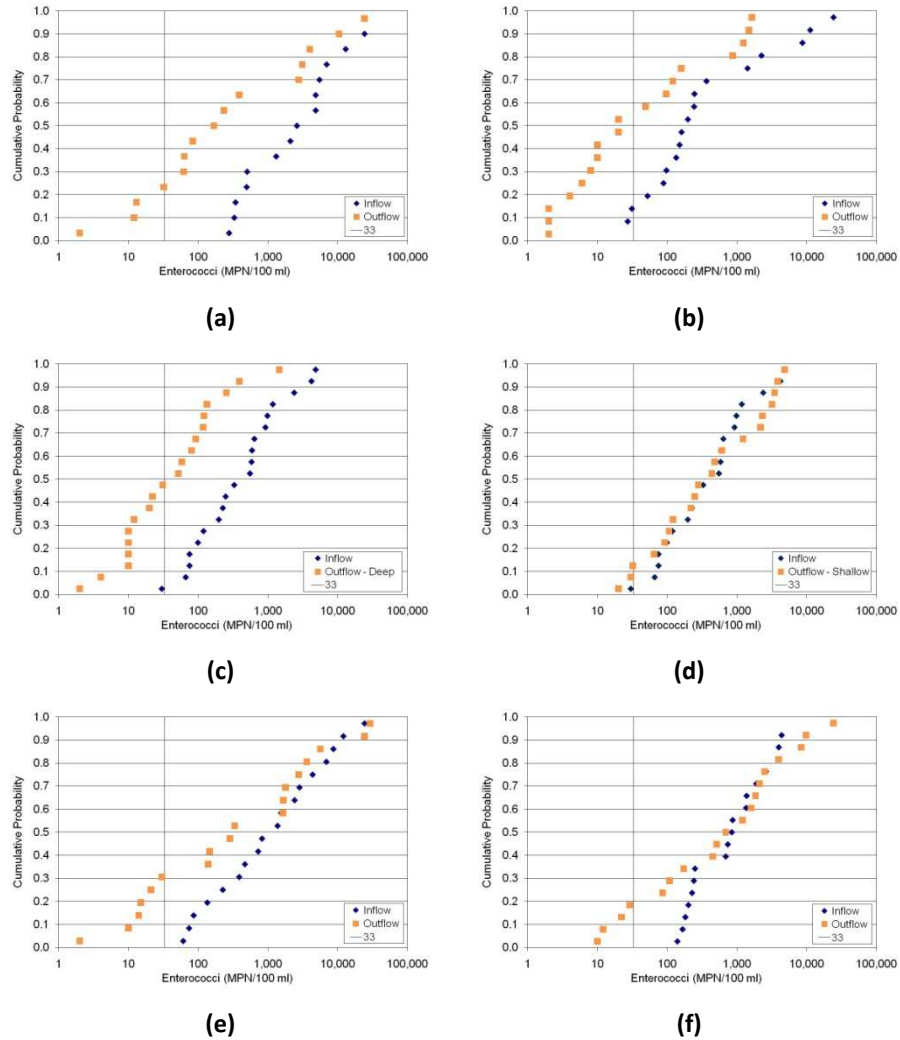 1.0
0.9
0.8
0.7
0.6
0.5
0.4
0.3
0.2
0.1
0.0
Cumulative Probability
Inflow
Outflow
33
1 10 100 1,000 10,000 100,000
Enterococci (MPN/100 ml)
(a)
1.0
0.9
0.8
0.7
0.6
0.5
0.4
0.3
0.2
0.1
0.0
Cumulative Probability
Inflow
Outflow
33
1 10 100 1,000 10,000 100,000
Enterococci (MPN/100 ml)
(b)
1.0
0.9
0.8
0.7
0.6
0.5
0.4
0.3
0.2
0.1
0.0
Cumulative Probability
Inflow
Outflow - Deep
33
1 10 100 1,000 10,000 100,000
Enterococci (MPN/100 ml)
(c)
1.0
0.9
0.8
0.7
0.6
0.5
0.4
0.3
0.2
0.1
0.0
Cumulative Probability
Inflow
Outflow - Shallow
33
1 10 100 1,000 10,000 100,000
Enterococci (MPN/100 ml)
(d)
1.0
0.9
0.8
0.7
0.6
0.5
0.4
0.3
0.2
0.1
0.0
Cumulative Probability
Inflow
Outflow
33
1 10 100 1,000 10,000 100,000
Enterococci (MPN/100 ml)
(e)
1.0
0.9
0.8
0.7
0.6
0.5
0.4
0.3
0.2
0.1
0.0
Cumulative Probability
Inflow
Outflow
33
1 10 100 1,000 10,000 100,000
Enterococci (MPN/100 ml)
(f)